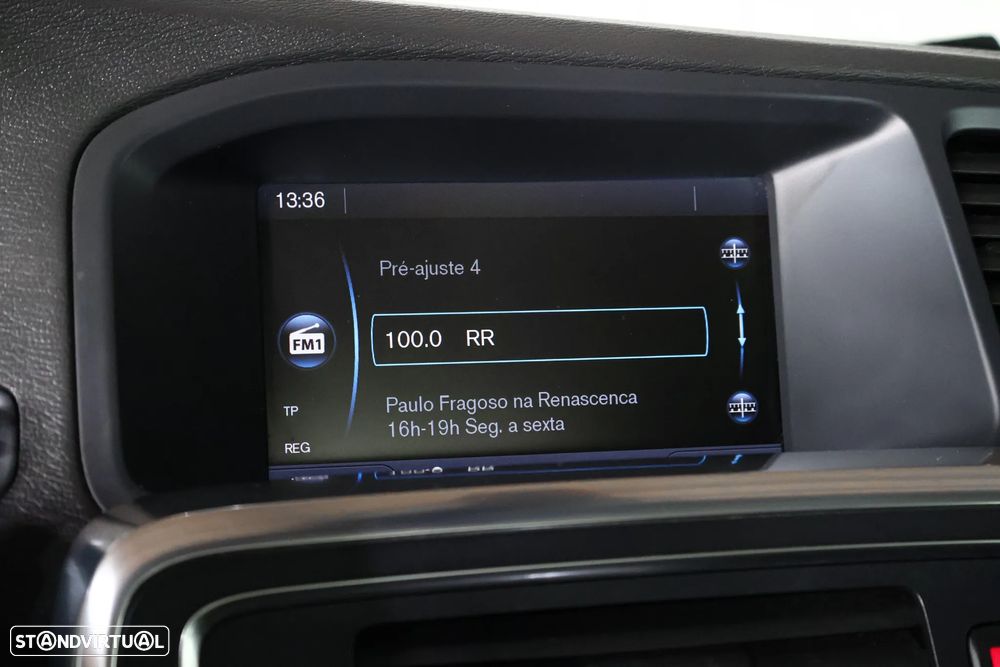 13:36
Pré-ajuste 4
FM1
100.0 RR
TP
Paulo Fragoso na Renascenca
16h-19h Seg. a sexta
REG
STANDVIRTUAL